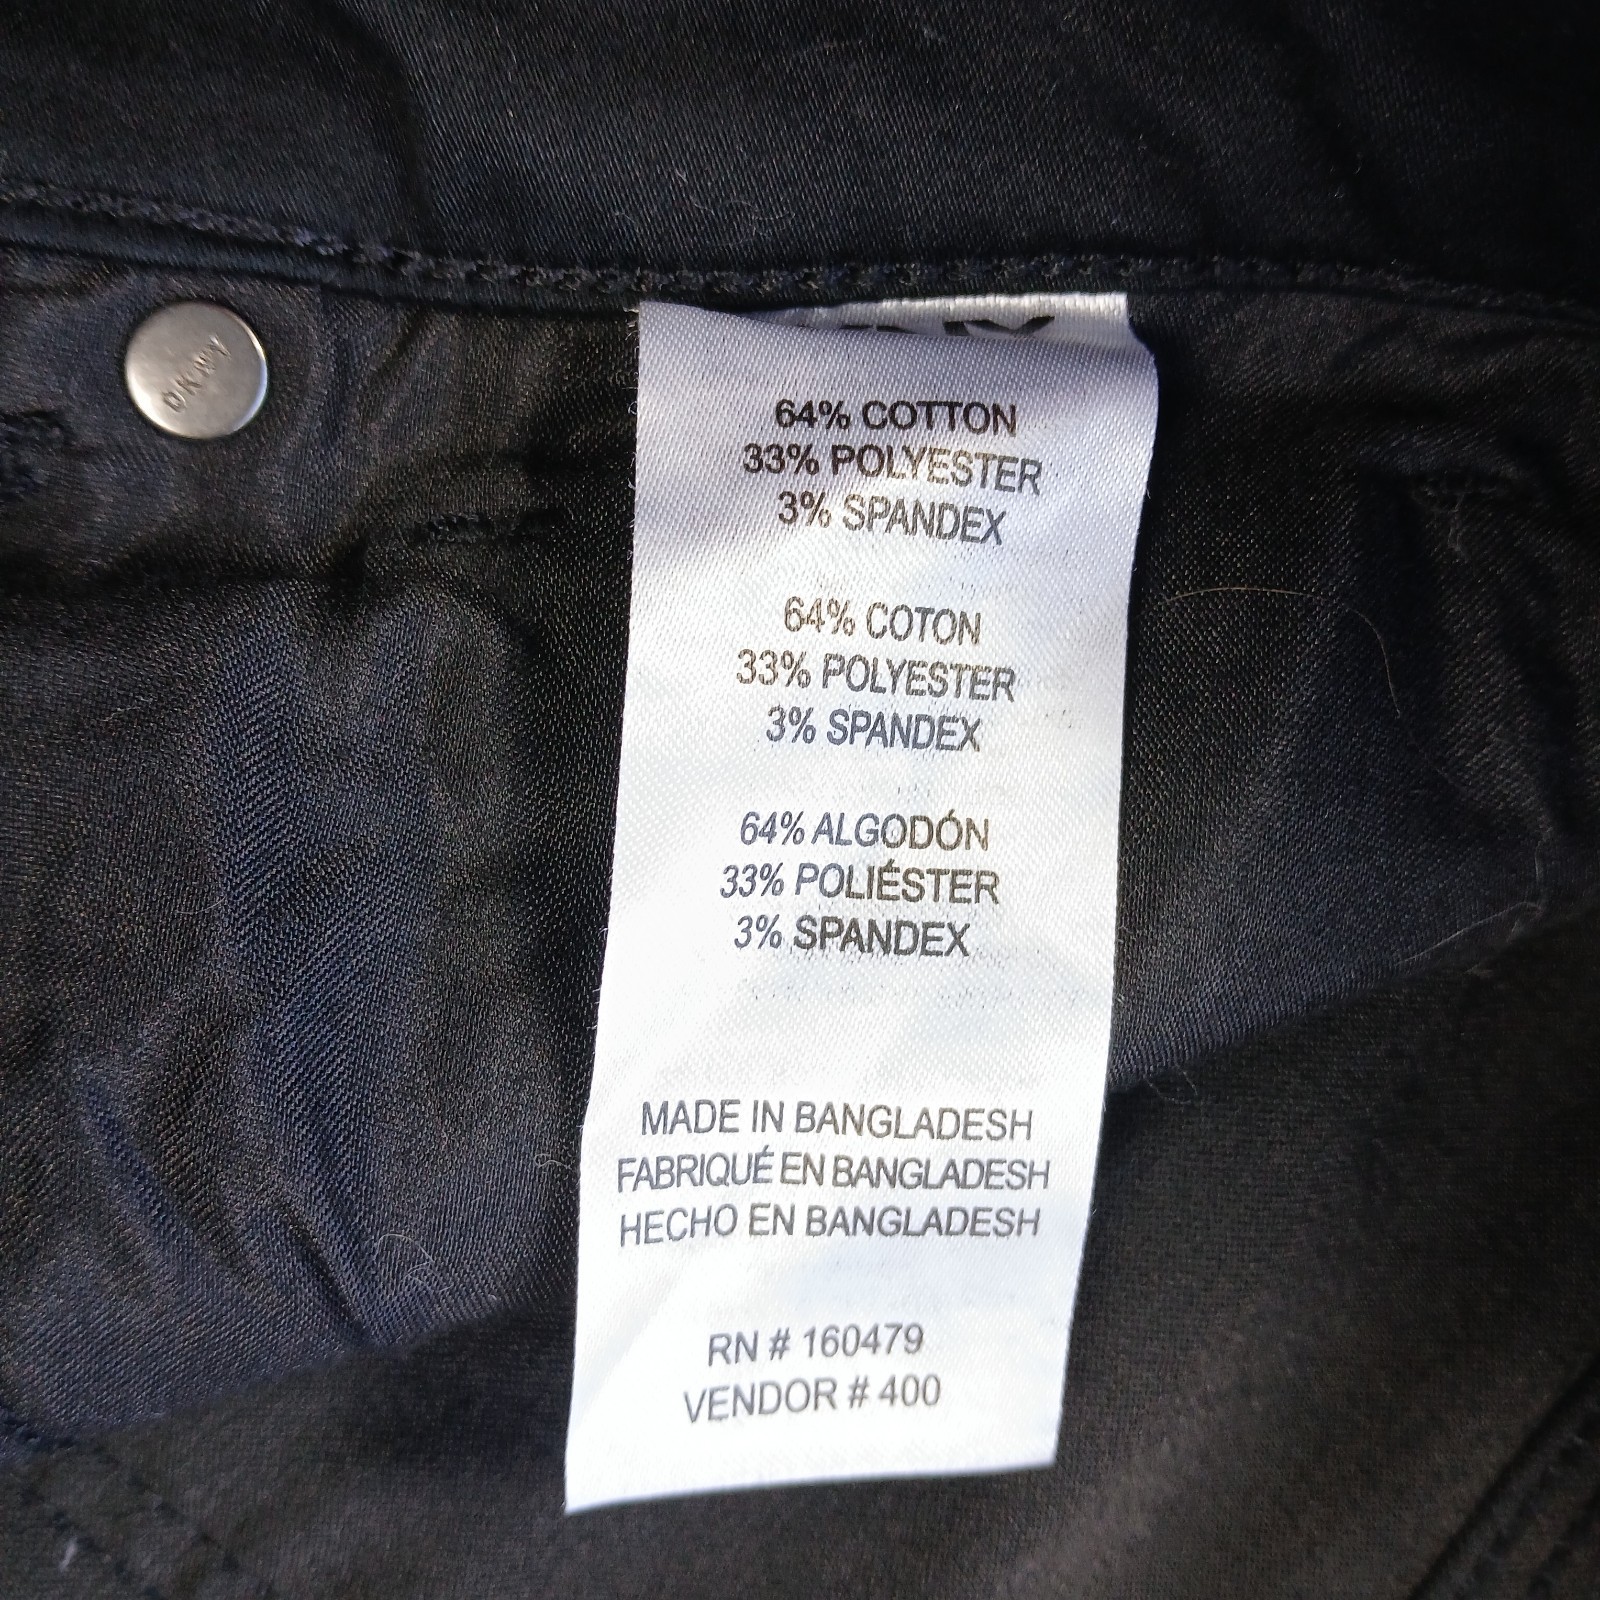 DKNY
64% COTTON
33% POLYESTER
3% SPANDEX
64% COTON
33% POLYESTER
3% SPANDEX
64% ALGODÓN
33% POLIÉSTER
3% SPANDEX
MADE IN BANGLADESH
FABRIQUÉ EN BANGLADESH
HECHO EN BANGLADESH
RN # 160479
VENDOR # 400